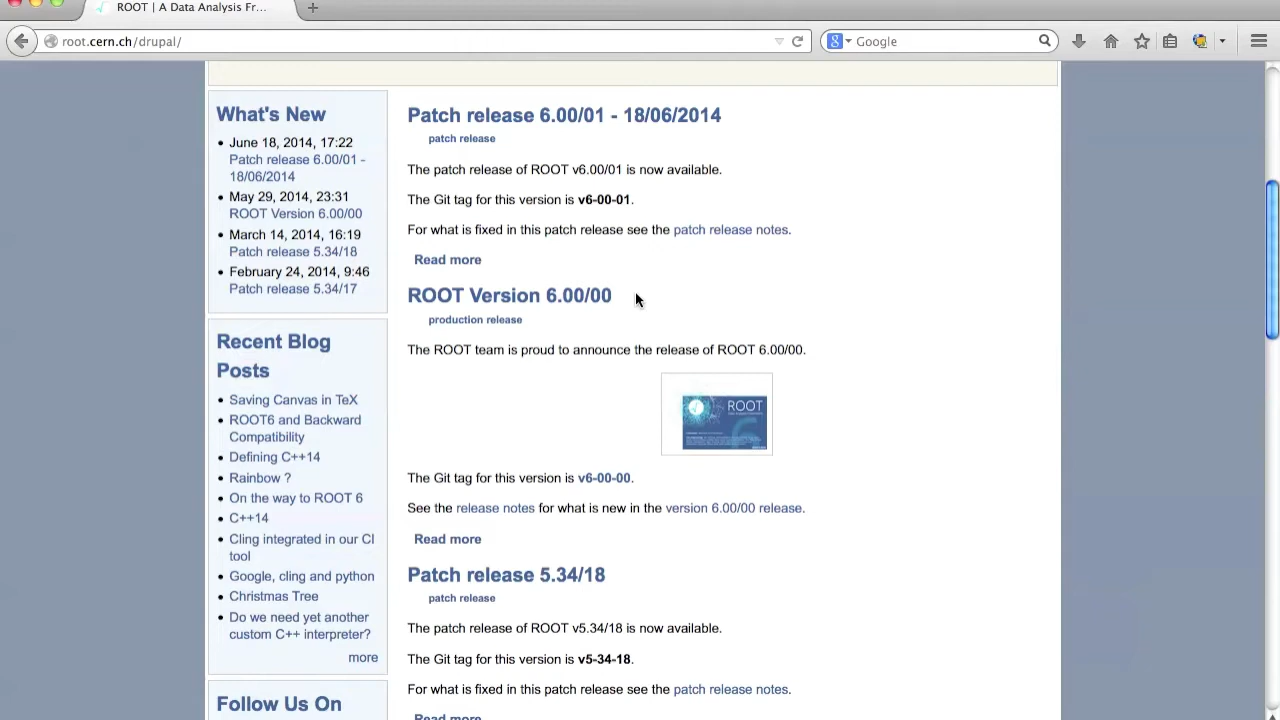 ROOT | A Data Analysis Fr...
root.cern.ch/drupal/
Google
What's New
June 18, 2014, 17:22
Patch release 6.00/01 -
18/06/2014
May 29, 2014, 23:31
ROOT Version 6.00/00
March 14, 2014, 16:19
Patch release 5.34/18
February 24, 2014, 9:46
Patch release 5.34/17
Recent Blog
Posts
Saving Canvas in TeX
ROOT6 and Backward
Compatibility
Defining C++14
Rainbow ?
On the way to ROOT 6
C++14
Cling integrated in our CI
tool
Google, cling and python
Christmas Tree
Do we need yet another
custom C++ interpreter?
more
Follow Us On
Patch release 6.00/01 - 18/06/2014
patch release
The patch release of ROOT v6.00/01 is now available.
The Git tag for this version is v6-00-01.
For what is fixed in this patch release see the patch release notes.
Read more
ROOT Version 6.00/00
production release
The ROOT team is proud to announce the release of ROOT 6.00/00.
ROOT
6
The Git tag for this version is v6-00-00.
See the release notes for what is new in the version 6.00/00 release.
Read more
Patch release 5.34/18
patch release
The patch release of ROOT v5.34/18 is now available.
The Git tag for this version is v5-34-18.
For what is fixed in this patch release see the patch release notes.
Read more